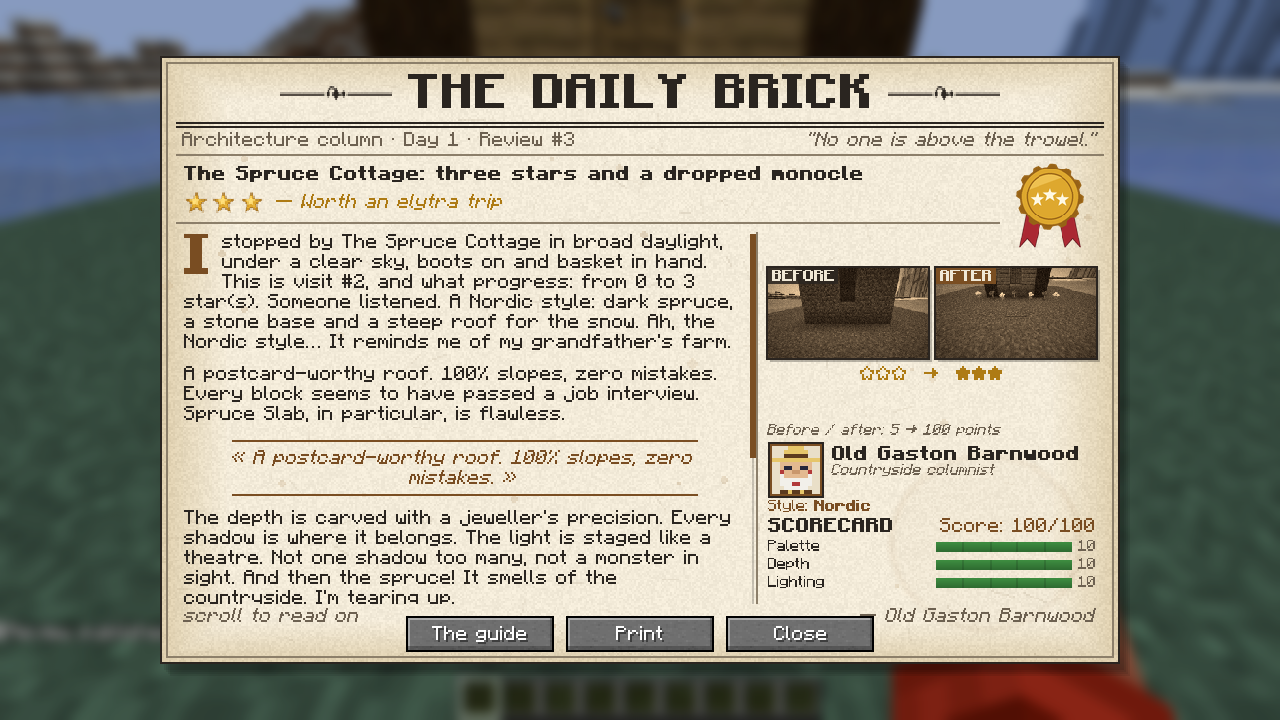 THE DAILY BRICK
Architecture column · Day 1 · Review #3
"No one is above the trowel."
The Spruce Cottage: three stars and a dropped monocle
— Worth an elytra trip
I stopped by The Spruce Cottage in broad daylight,
under a clear sky, boots on and basket in hand.
This is visit #2, and what progress: from 0 to 3
star(s). Someone listened. A Nordic style: dark spruce,
a stone base and a steep roof for the snow. Ah, the
Nordic style... It reminds me of my grandfather's farm.
A postcard-worthy roof. 100% slopes, zero mistakes.
Every block seems to have passed a job interview.
Spruce Slab, in particular, is flawless.
« A postcard-worthy roof. 100% slopes, zero
mistakes. »
The depth is carved with a jeweller's precision. Every
shadow is where it belongs. The light is staged like a
theatre. Not one shadow too many, not a monster in
sight. And then the spruce! It smells of the
countryside. I'm tearing up.
scroll to read on
BEFORE
AFTER
Before / after: 5 → 100 points
Old Gaston Barnwood
Countryside columnist
Style: Nordic
SCORECARD
Score: 100/100
Palette 10
Depth 10
Lighting 10
— Old Gaston Barnwood
The guide
Print
Close